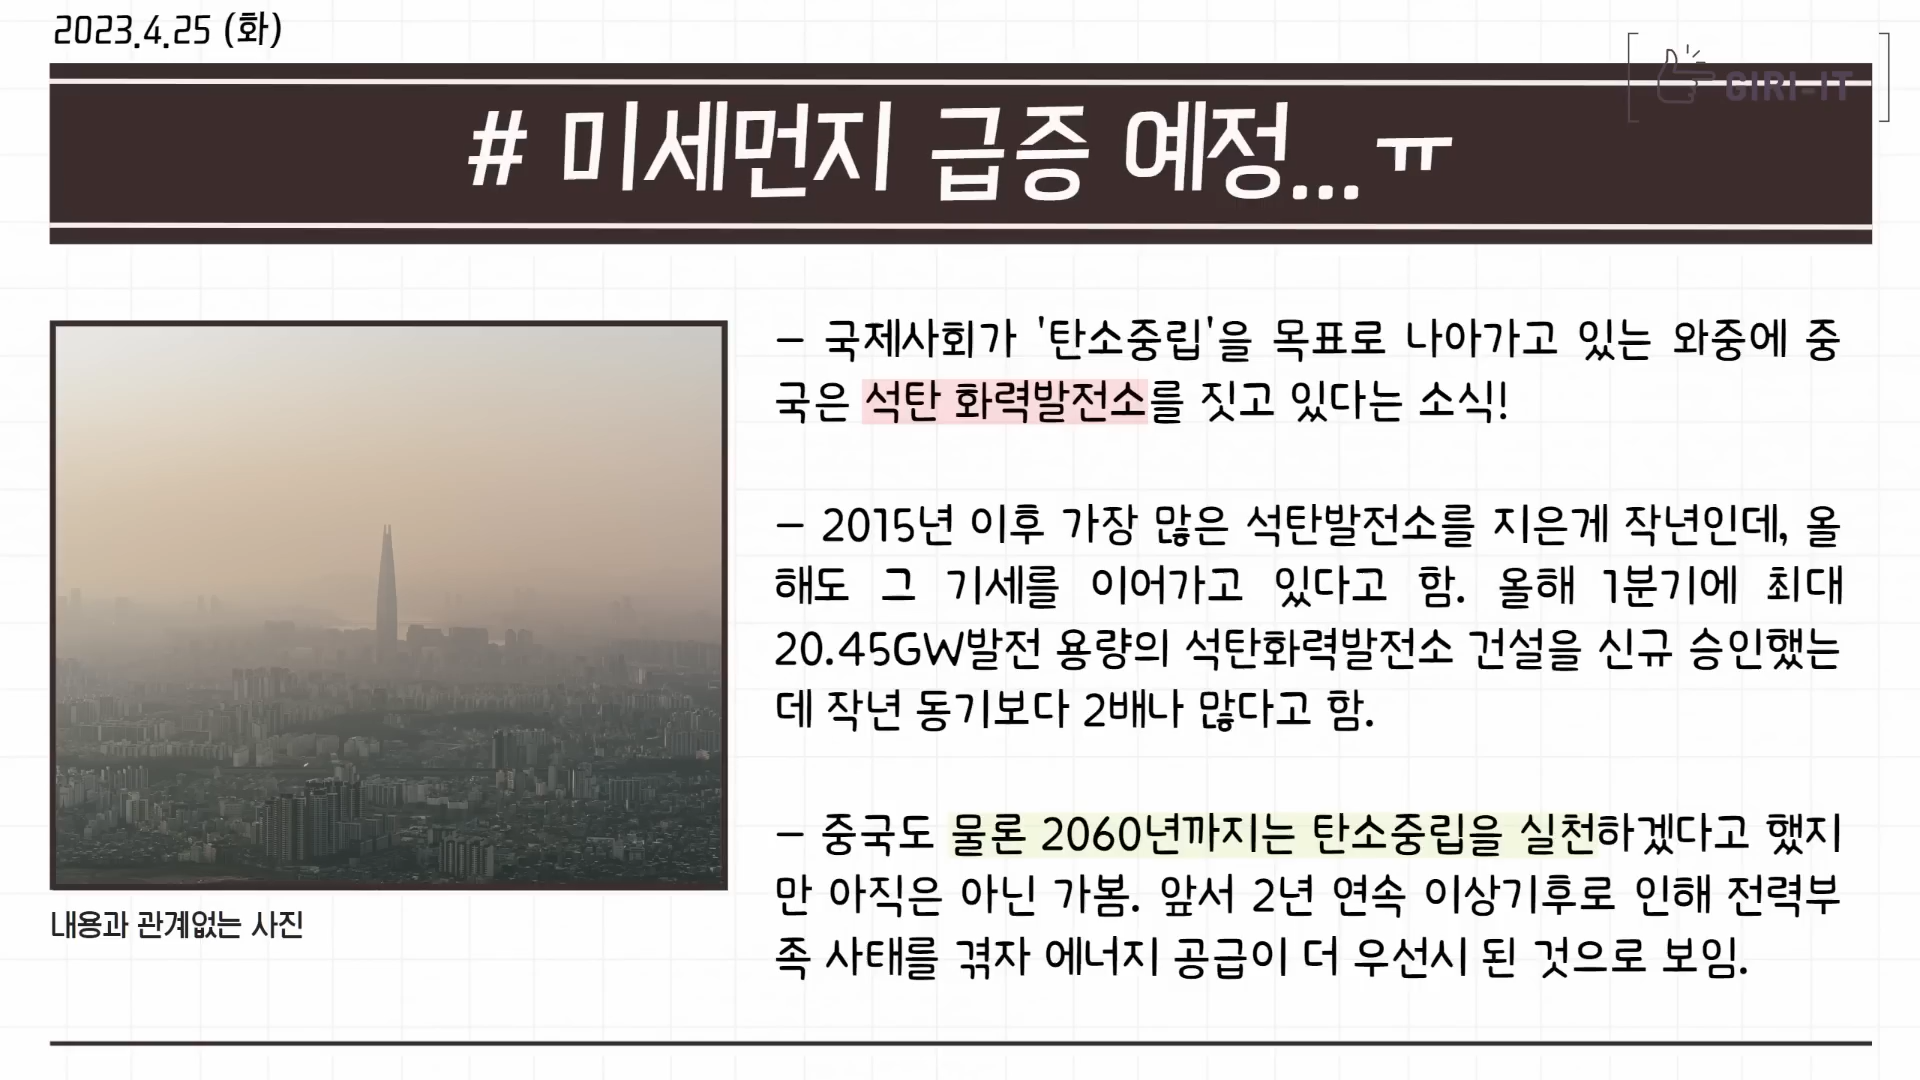 2023.4.25 (화)
GIRI-IT
# 미세먼지 급증 예정...ㅠ
- 국제사회가 '탄소중립'을 목표로 나아가고 있는 와중에 중
국은 석탄 화력발전소를 짓고 있다는 소식!
- 2015년 이후 가장 많은 석탄발전소를 지은게 작년인데, 올
해도 그 기세를 이어가고 있다고 함. 올해 1분기에 최대
20.45GW발전 용량의 석탄화력발전소 건설을 신규 승인했는
데 작년 동기보다 2배나 많다고 함.
- 중국도 물론 2060년까지는 탄소중립을 실천하겠다고 했지
만 아직은 아닌 가봄. 앞서 2년 연속 이상기후로 인해 전력부
족 사태를 겪자 에너지 공급이 더 우선시 된 것으로 보임.
내용과 관계없는 사진